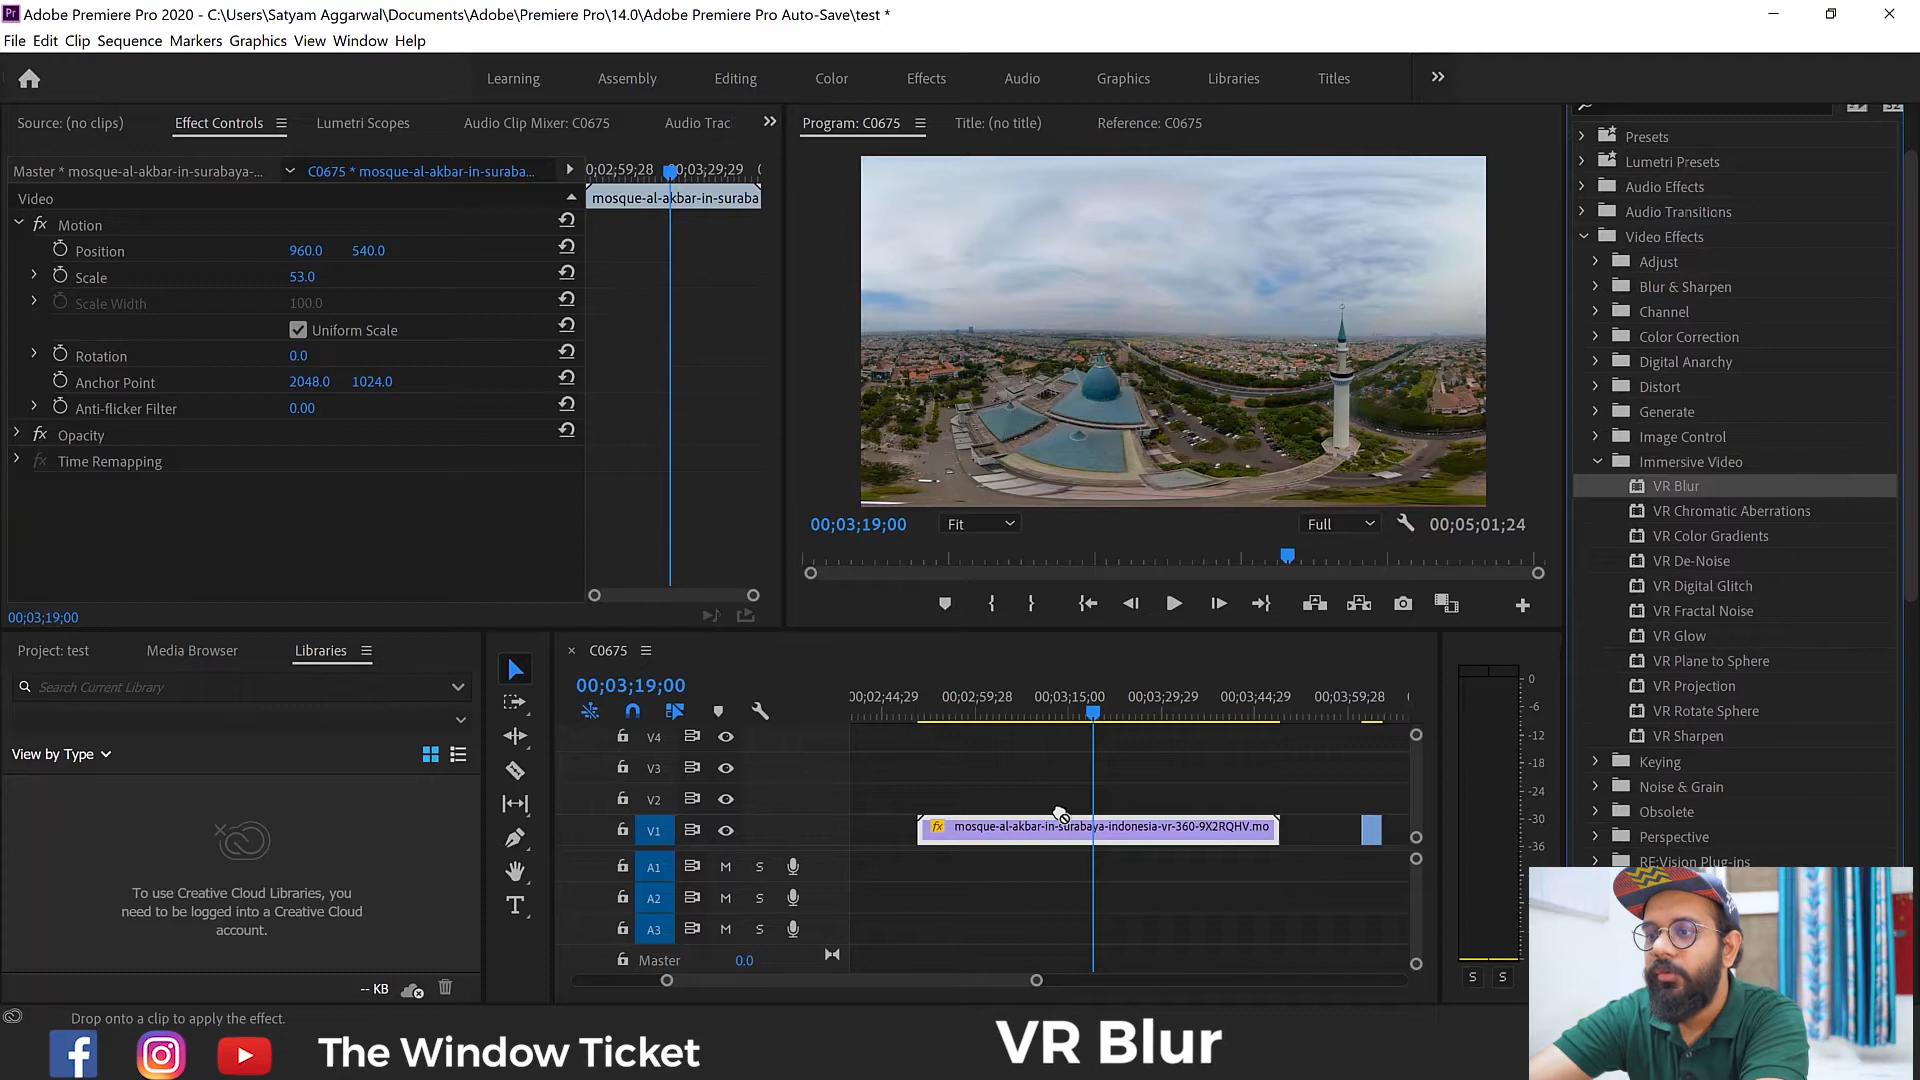 Adobe Premiere Pro 2020 - C:\Users\Satyam Aggarwal\Documents\Adobe\Premiere Pro\14.0\Adobe Premiere Pro Auto-Save\test *
File Edit Clip Sequence Markers Graphics View Window Help
Learning Assembly Editing Color Effects Audio Graphics Libraries Titles
Source: (no clips) Effect Controls Lumetri Scopes Audio Clip Mixer: C0675 Audio Trac
Program: C0675 Title: (no title) Reference: C0675
Master * mosque-al-akbar-in-surabaya-... C0675 * mosque-al-akbar-in-suraba...
0:02;59;28 00;03;29;29
Video
mosque-al-akbar-in-suraba
fx Motion
Position 960.0 540.0
Scale 53.0
Scale Width 100.0
Uniform Scale
Rotation 0.0
Anchor Point 2048.0 1024.0
Anti-flicker Filter 0.00
fx Opacity
fx Time Remapping
00;03;19;00
00;03;19;00 Fit Full 00;05;01;24
Presets
Lumetri Presets
Audio Effects
Audio Transitions
Video Effects
Adjust
Blur & Sharpen
Channel
Color Correction
Digital Anarchy
Distort
Generate
Image Control
Immersive Video
VR Blur
VR Chromatic Aberrations
VR Color Gradients
VR De-Noise
VR Digital Glitch
VR Fractal Noise
VR Glow
VR Plane to Sphere
VR Projection
VR Rotate Sphere
VR Sharpen
Keying
Noise & Grain
Obsolete
Perspective
RE:Vision Plug-ins
Project: test Media Browser Libraries
Search Current Library
View by Type
To use Creative Cloud Libraries, you
need to be logged into a Creative Cloud
account.
-- KB
C0675
00;03;19;00
00;02;44;29 00;02;59;28 00;03;15;00 00;03;29;29 00;03;44;29 00;03;59;28
V4
V3
V2
V1
fx mosque-al-akbar-in-surabaya-indonesia-vr-360-9X2RQHV.mo
A1 M S
A2 M S
A3 M S
Master 0.0
0
-6
-12
-18
-24
-30
-36
S S
Drop onto a clip to apply the effect.
The Window Ticket
VR Blur